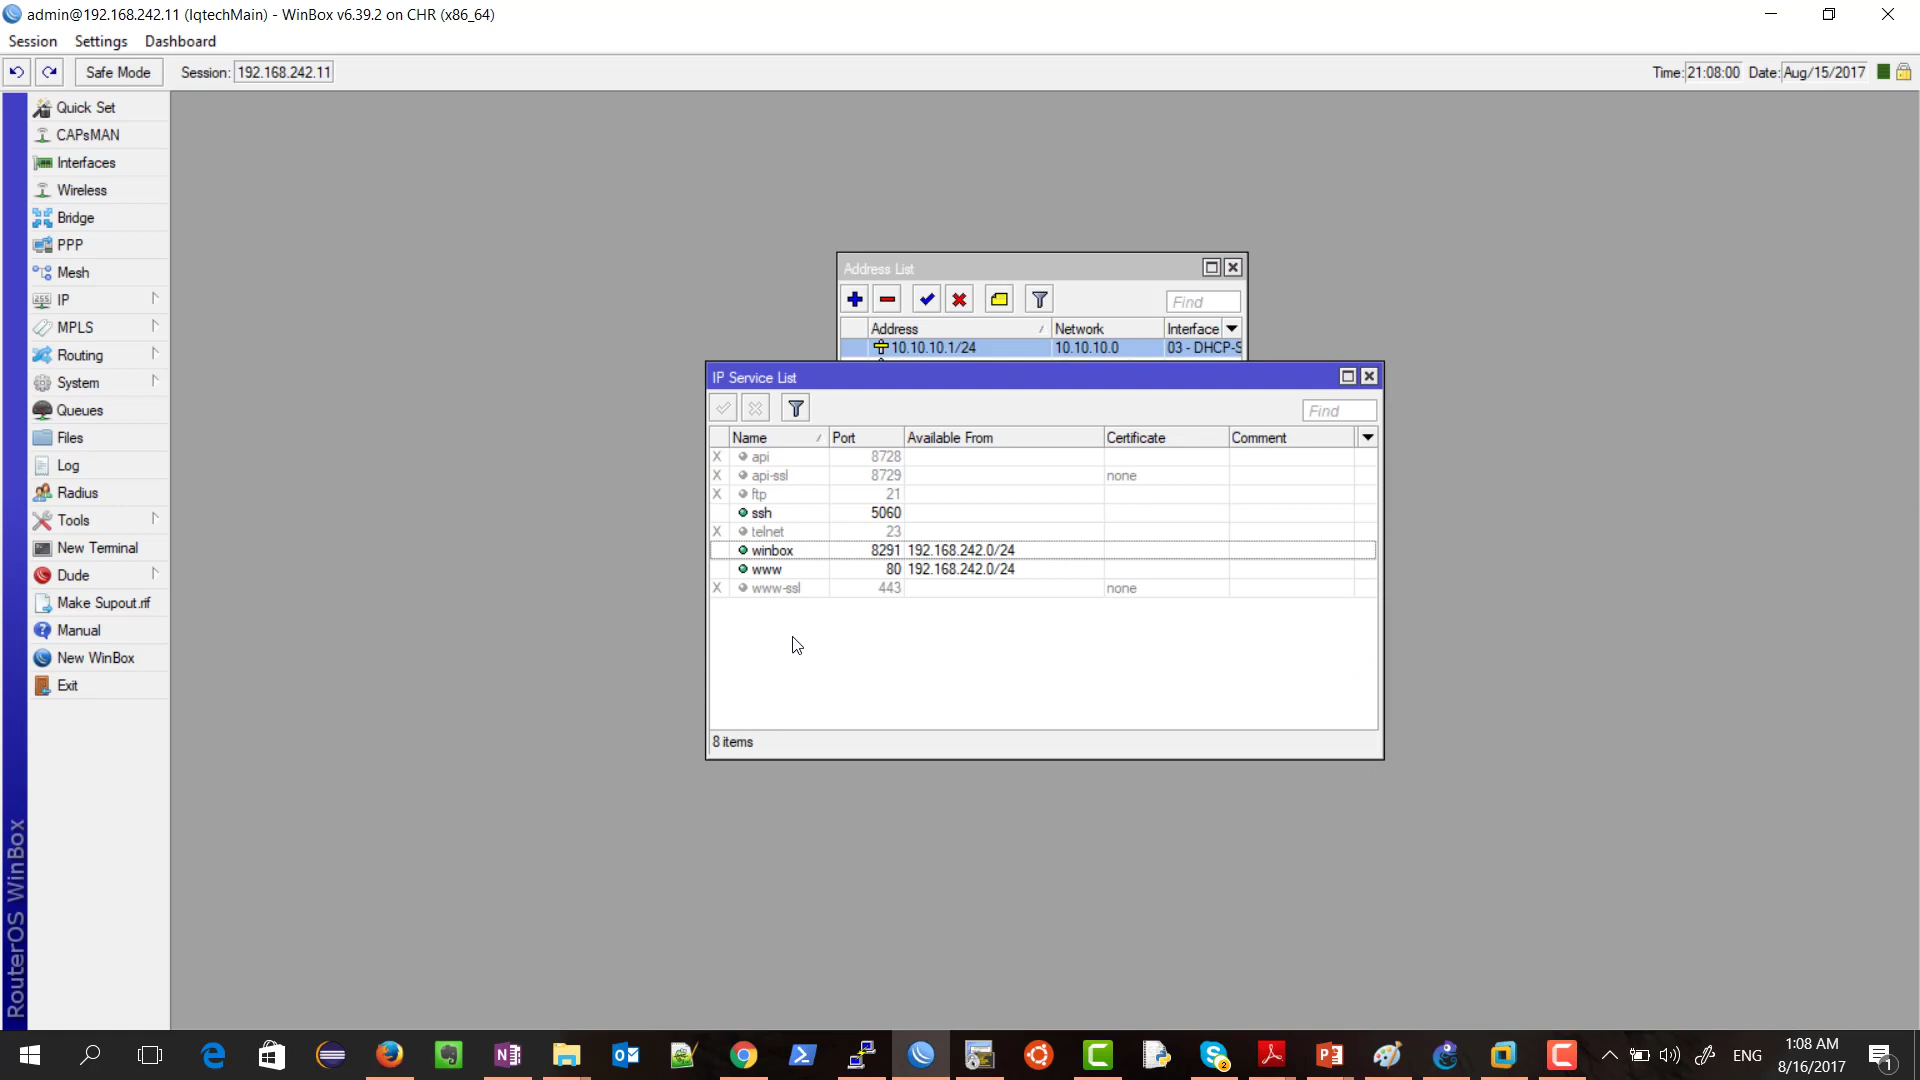 admin@192.168.242.11 (IqtechMain) - WinBox v6.39.2 on CHR (x86_64)
Session Settings Dashboard
Safe Mode Session: 192.168.242.11 Time: 21:08:00 Date: Aug/15/2017
Quick Set
CAPsMAN
Interfaces
Wireless
Bridge
PPP
Mesh
IP
MPLS
Routing
System
Queues
Files
Log
Radius
Tools
New Terminal
Dude
Make Supout.rif
Manual
New WinBox
Exit
RouterOS WinBox
Address List
Find
Address Network Interface
10.10.10.1/24 10.10.10.0 03 - DHCP-S
IP Service List
Find
Name Port Available From Certificate Comment
X api 8728
X api-ssl 8729 none
X ftp 21
ssh 5060
X telnet 23
winbox 8291 192.168.242.0/24
www 80 192.168.242.0/24
X www-ssl 443 none
8 items
ENG
1:08 AM
8/16/2017